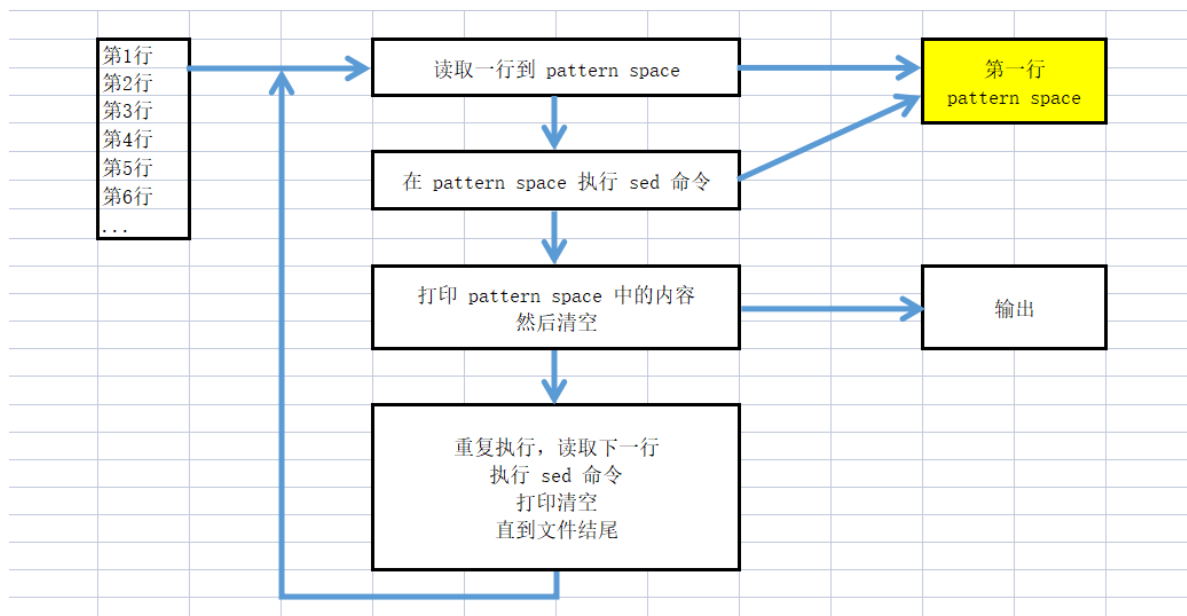 第1行
第2行
第3行
第4行
第5行
第6行
...
读取一行到 pattern space
第一行
pattern space
在 pattern space 执行 sed 命令
打印 pattern space 中的内容
然后清空
输出
重复执行，读取下一行
执行 sed 命令
打印清空
直到文件结尾